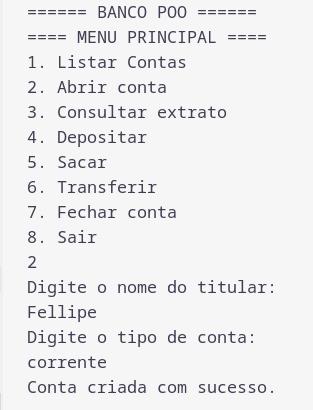 ====== BANCO POO ======
==== MENU PRINCIPAL ====
1. Listar Contas
2. Abrir conta
3. Consultar extrato
4. Depositar
5. Sacar
6. Transferir
7. Fechar conta
8. Sair
2
Digite o nome do titular:
Fellipe
Digite o tipo de conta:
corrente
Conta criada com sucesso.